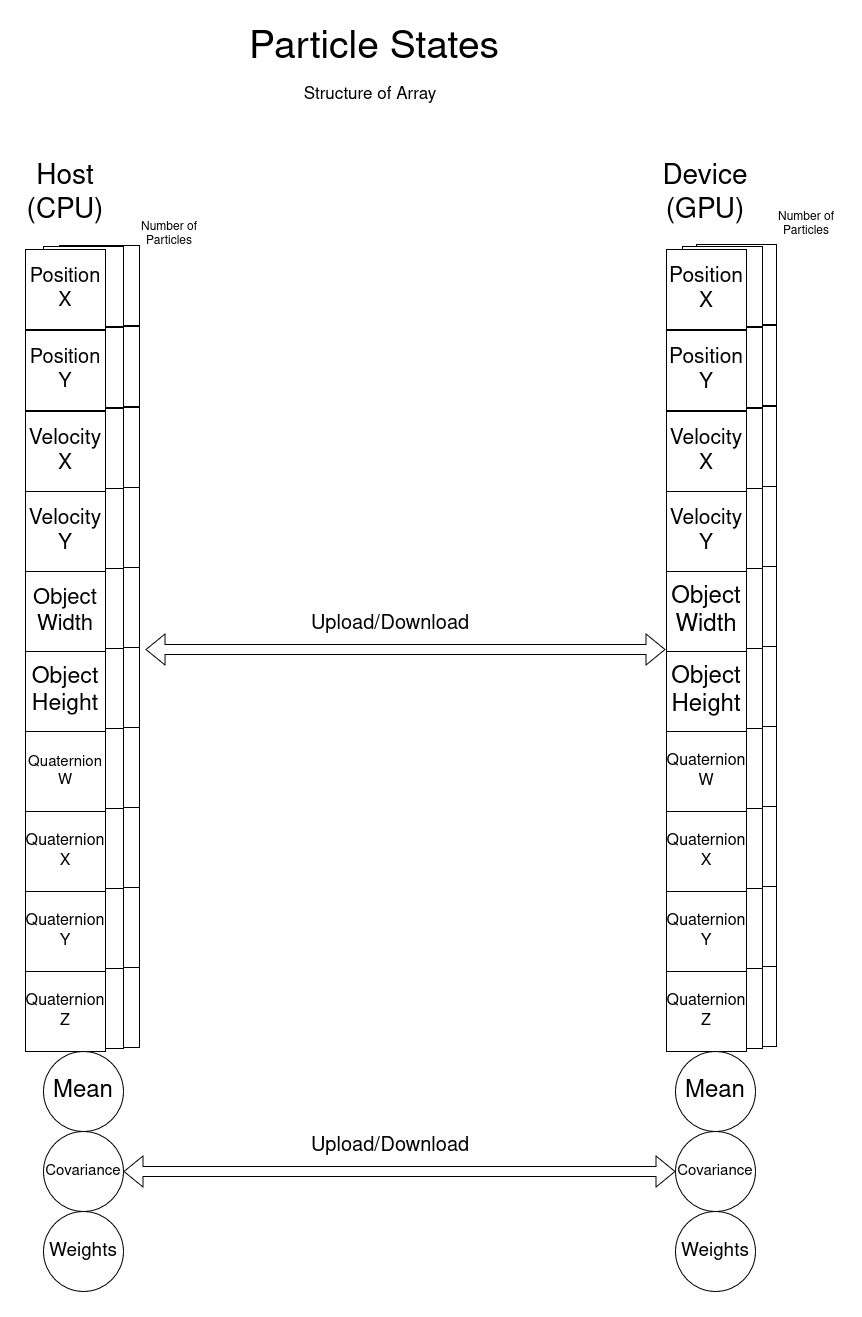 Particle States
Structure of Array
Host
(CPU)
Number of
Particles
Position
X
Position
Y
Velocity
X
Velocity
Y
Object
Width
Object
Height
Quaternion
W
Quaternion
X
Quaternion
Y
Quaternion
Z
Mean
Covariance
Weights
Upload/Download
Upload/Download
Device
(GPU)
Number of
Particles
Position
X
Position
Y
Velocity
X
Velocity
Y
Object
Width
Object
Height
Quaternion
W
Quaternion
X
Quaternion
Y
Quaternion
Z
Mean
Covariance
Weights